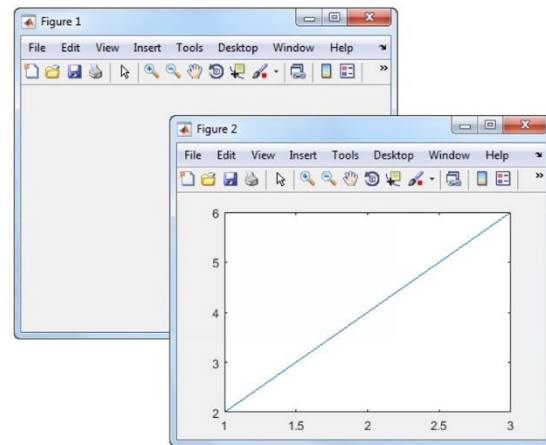 Figure 1
File Edit View Insert Tools Desktop Window Help
Figure 2
File Edit View Insert Tools Desktop Window Help
6
5
4
3
2
1 1.5 2 2.5 3